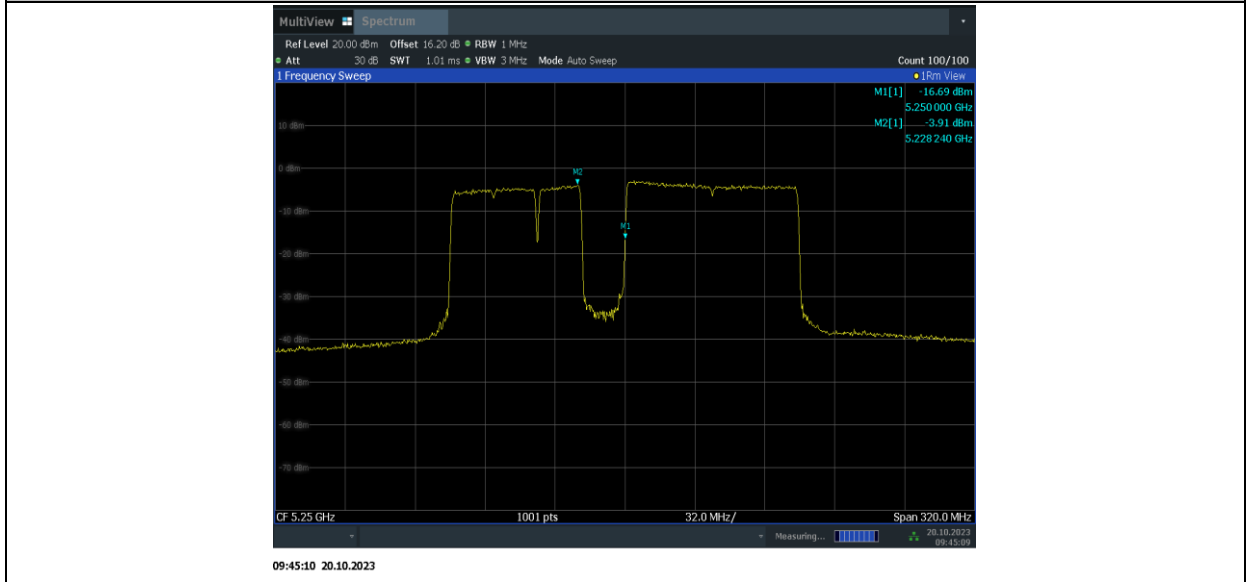 MultiView Spectrum
Ref Level 20.00 dBm Offset 16.20 dB RBW 1 MHz
Att 30 dB SWT 1.01 ms VBW 3 MHz Mode Auto Sweep Count 100/100
1 Frequency Sweep 1Rm View
M1[1] -16.69 dBm
5.250 000 GHz
M2[1] -3.91 dBm
5.228 240 GHz
10 dBm
0 dBm
M2
-10 dBm
M1
-20 dBm
-30 dBm
-40 dBm
-50 dBm
-60 dBm
-70 dBm
CF 5.25 GHz 1001 pts 32.0 MHz/ Span 320.0 MHz
Measuring... 20.10.2023
09:45:09
09:45:10 20.10.2023